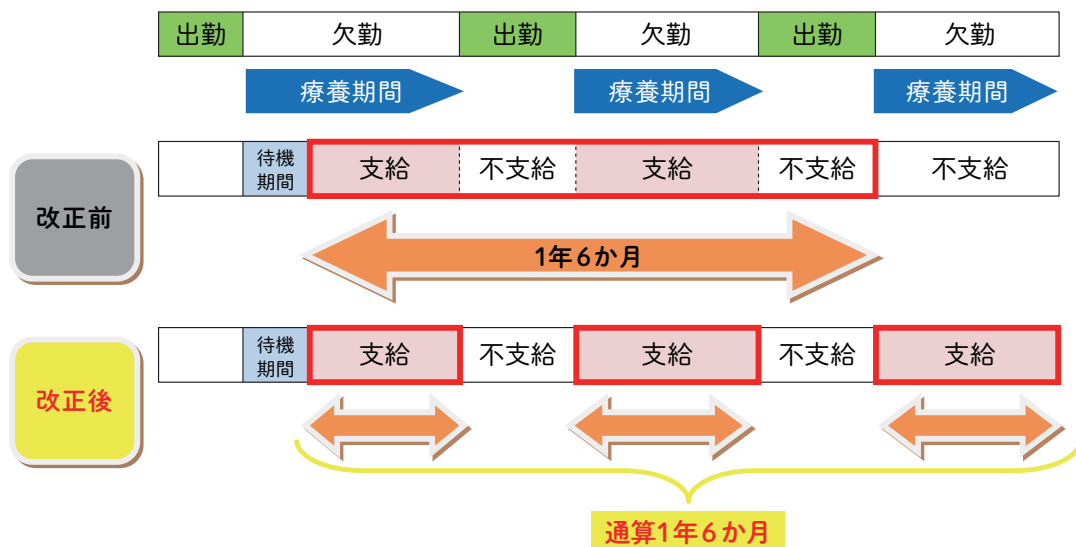 出勤 欠勤 出勤 欠勤 出勤 欠勤
療養期間 療養期間 療養期間
改正前
待機
期間
支給 不支給 支給 不支給 不支給
1年6か月
改正後
待機
期間
支給 不支給 支給 不支給 支給
通算1年6か月